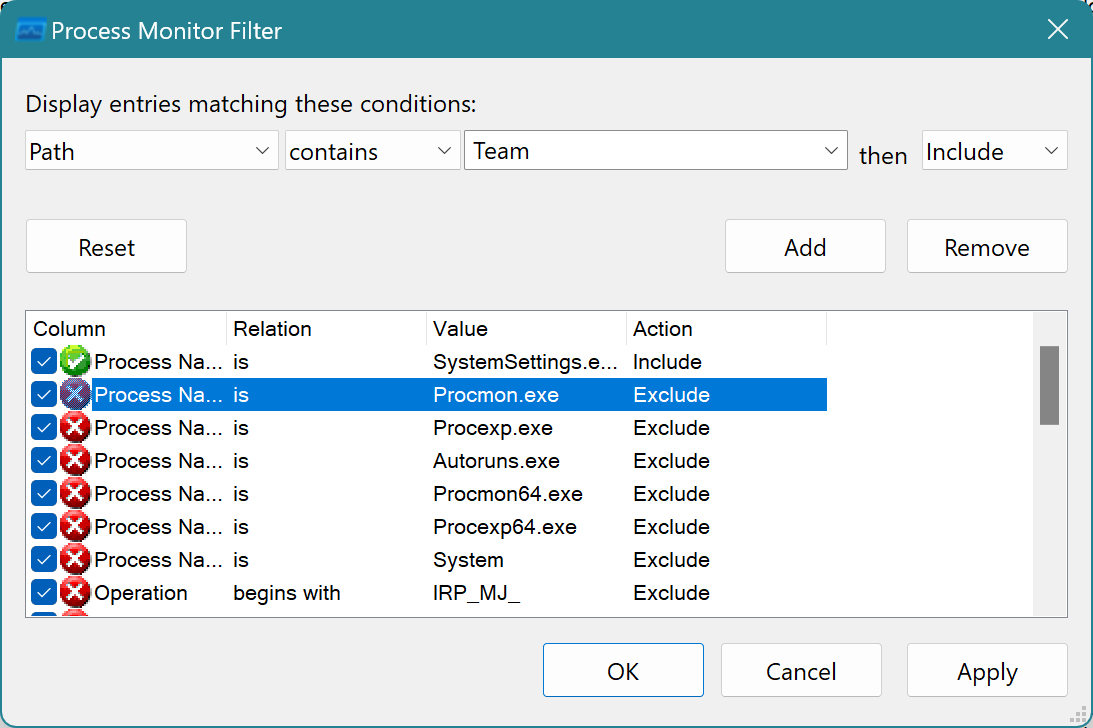 Process Monitor Filter
Display entries matching these conditions:
Path contains Team then Include
Reset Add Remove
Column Relation Value Action
Process Na... is SystemSettings.e... Include
Process Na... is Procmon.exe Exclude
Process Na... is Procexp.exe Exclude
Process Na... is Autoruns.exe Exclude
Process Na... is Procmon64.exe Exclude
Process Na... is Procexp64.exe Exclude
Process Na... is System Exclude
Operation begins with IRP_MJ_ Exclude
OK Cancel Apply